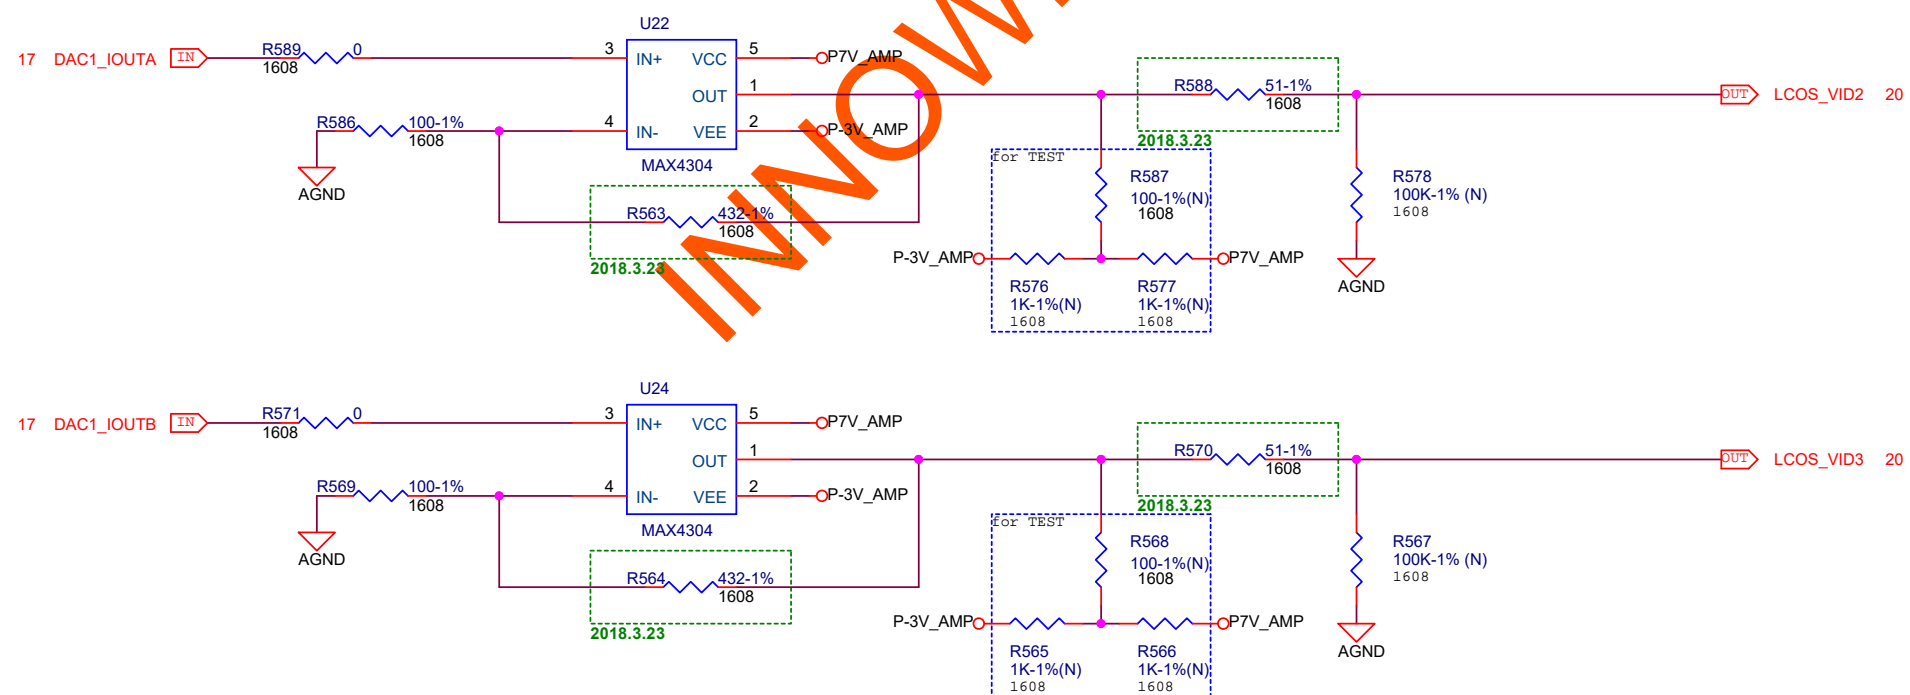 U22
17 DAC1_IOUTA IN R589 0
1608
3 IN+ VCC 5 P7V_AMP
OUT 1
R586 100-1%
1608
4 IN- VEE 2 P-3V_AMP
MAX4304
AGND
R563 432-1%
1608
2018.3.23
R588 51-1%
1608
2018.3.23
OUT LCOS_VID2 20
for TEST
R587
100-1%(N)
1608
R578
100K-1% (N)
1608
P-3V_AMP P7V_AMP
R576 R577
1K-1%(N) 1K-1%(N)
1608 1608
AGND
INNOW
U24
17 DAC1_IOUTB IN R571 0
1608
3 IN+ VCC 5 P7V_AMP
OUT 1
R569 100-1%
1608
4 IN- VEE 2 P-3V_AMP
MAX4304
AGND
R564 432-1%
1608
2018.3.23
R570 51-1%
1608
2018.3.23
OUT LCOS_VID3 20
for TEST
R568
100-1%(N)
1608
R567
100K-1% (N)
1608
P-3V_AMP P7V_AMP
R565 R566
1K-1%(N) 1K-1%(N)
1608 1608
AGND